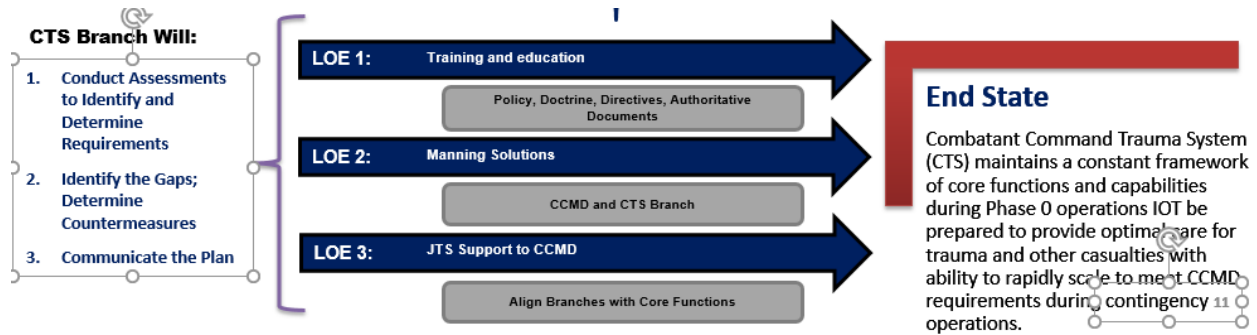 CTS Branch Will:
1. Conduct Assessments
to Identify and
Determine
Requirements
2. Identify the Gaps;
Determine
Countermeasures
3. Communicate the Plan
LOE 1: Training and education
Policy, Doctrine, Directives, Authoritative
Documents
LOE 2: Manning Solutions
CCMD and CTS Branch
LOE 3: JTS Support to CCMD
Align Branches with Core Functions
End State
Combatant Command Trauma System
(CTS) maintains a constant framework
of core functions and capabilities
during Phase 0 operations IOT be
prepared to provide optimal care for
trauma and other casualties with
ability to rapidly scale to meet CCMD
requirements during contingency
operations.
11